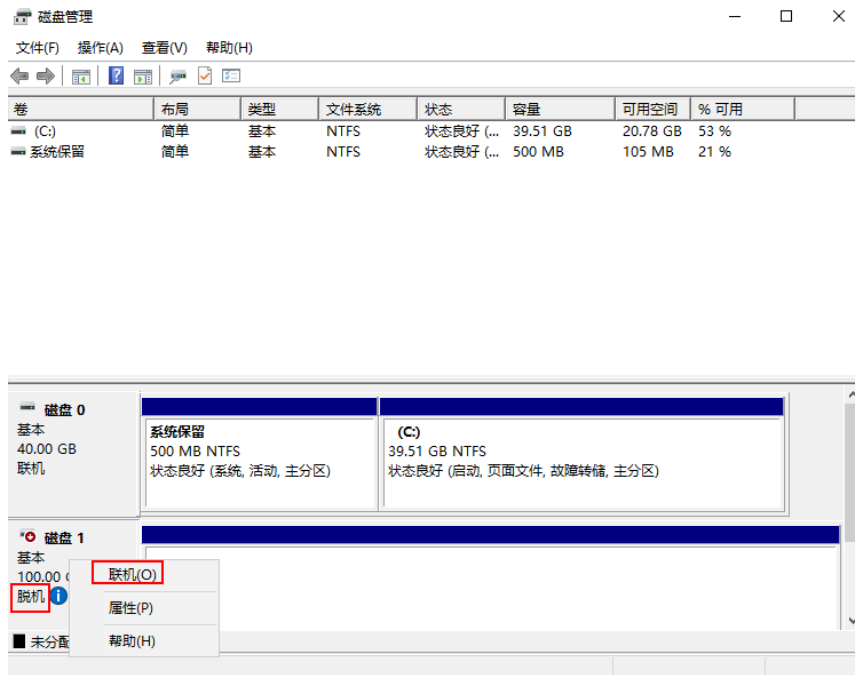 磁盘管理
文件(F) 操作(A) 查看(V) 帮助(H)
卷 布局 类型 文件系统 状态 容量 可用空间 % 可用
(C:) 简单 基本 NTFS 状态良好 (... 39.51 GB 20.78 GB 53 %
系统保留 简单 基本 NTFS 状态良好 (... 500 MB 105 MB 21 %
磁盘 0
基本
40.00 GB
联机
系统保留
500 MB NTFS
状态良好 (系统, 活动, 主分区)
(C:)
39.51 GB NTFS
状态良好 (启动, 页面文件, 故障转储, 主分区)
磁盘 1
基本
100.00
脱机
联机(O)
属性(P)
帮助(H)
未分配